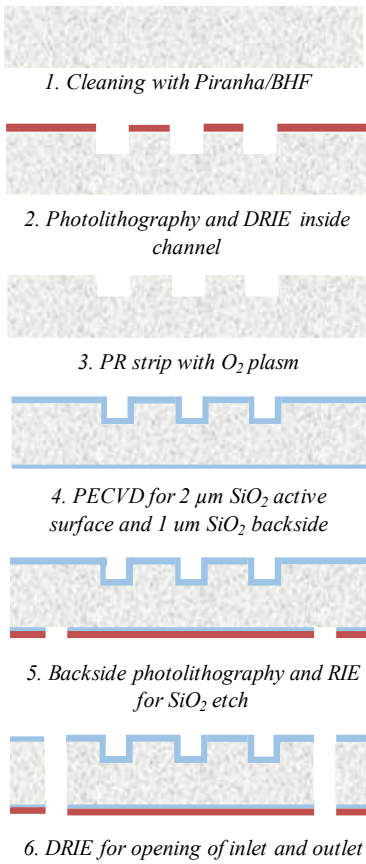 1. Cleaning with Piranha/BHF
2. Photolithography and DRIE inside
channel
3. PR strip with O₂ plasm
4. PECVD for 2 μm SiO₂ active
surface and 1 um SiO₂ backside
5. Backside photolithography and RIE
for SiO₂ etch
6. DRIE for opening of inlet and outlet